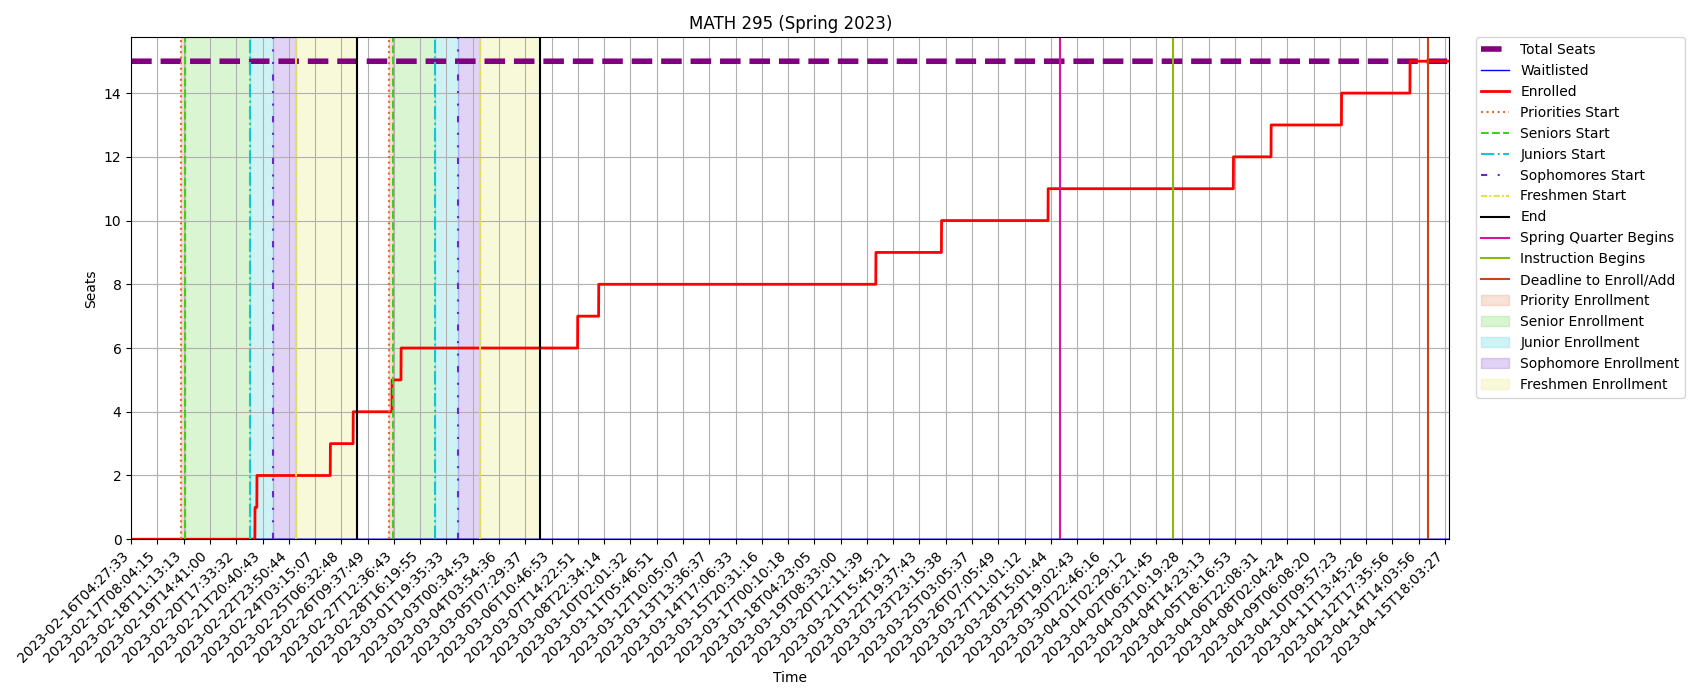 MATH 295 (Spring 2023)
Seats
14
12
10
8
6
4
2
0
2023-02-16T04:27:33
2023-02-17T08:04:15
2023-02-18T11:13:13
2023-02-19T14:41:00
2023-02-20T17:33:32
2023-02-21T20:40:43
2023-02-22T23:50:44
2023-02-24T03:15:07
2023-02-25T06:32:48
2023-02-26T09:37:49
2023-02-27T12:36:43
2023-02-28T16:19:55
2023-03-01T19:35:33
2023-03-03T00:34:53
2023-03-04T03:54:36
2023-03-05T07:29:37
2023-03-06T10:46:53
2023-03-07T14:22:51
2023-03-08T22:34:14
2023-03-10T02:01:32
2023-03-11T05:46:51
2023-03-12T10:05:07
2023-03-13T13:36:37
2023-03-14T17:06:33
2023-03-15T20:31:16
2023-03-17T00:10:18
2023-03-18T04:23:05
2023-03-19T08:33:00
2023-03-20T12:11:39
2023-03-21T15:45:21
2023-03-22T19:37:43
2023-03-23T23:15:38
2023-03-25T03:05:37
2023-03-26T07:05:49
2023-03-27T11:01:12
2023-03-28T15:01:44
2023-03-29T19:02:43
2023-03-30T22:46:16
2023-04-01T02:29:12
2023-04-02T06:21:45
2023-04-03T10:19:28
2023-04-04T14:23:13
2023-04-05T18:16:53
2023-04-06T22:08:31
2023-04-08T02:04:24
2023-04-09T06:08:20
2023-04-10T09:57:23
2023-04-11T13:45:26
2023-04-12T17:35:56
2023-04-14T14:03:56
2023-04-15T18:03:27
Time
Total Seats
Waitlisted
Enrolled
Priorities Start
Seniors Start
Juniors Start
Sophomores Start
Freshmen Start
End
Spring Quarter Begins
Instruction Begins
Deadline to Enroll/Add
Priority Enrollment
Senior Enrollment
Junior Enrollment
Sophomore Enrollment
Freshmen Enrollment